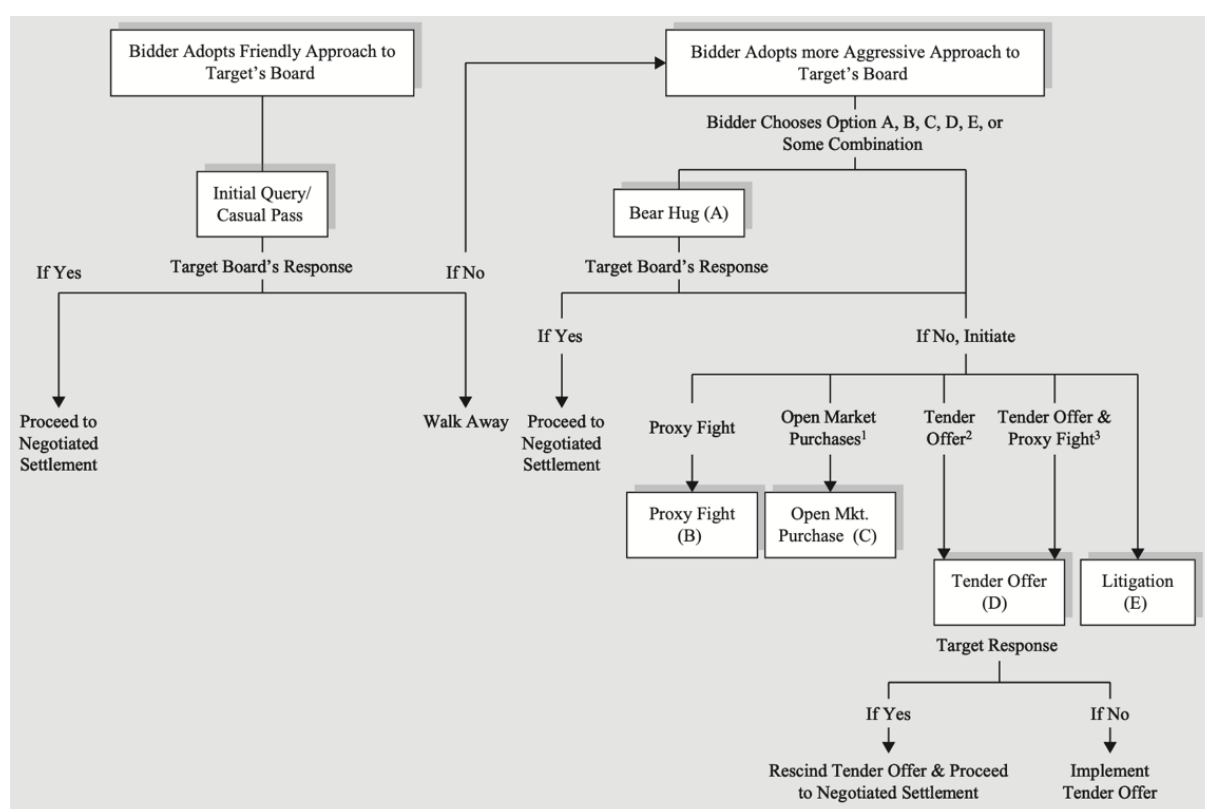 Bidder Adopts Friendly Approach to
Target's Board
Initial Query/
Casual Pass
Target Board's Response
If Yes
If No
Proceed to
Negotiated
Settlement
Walk Away
Bidder Adopts more Aggressive Approach to
Target's Board
Bidder Chooses Option A, B, C, D, E, or
Some Combination
Bear Hug (A)
Target Board's Response
If Yes
Proceed to
Negotiated
Settlement
If No, Initiate
Proxy Fight
Open Market
Purchases¹
Tender
Offer²
Tender Offer &
Proxy Fight³
Proxy Fight
(B)
Open Mkt.
Purchase (C)
Tender Offer
(D)
Litigation
(E)
Target Response
If Yes
If No
Rescind Tender Offer & Proceed
to Negotiated Settlement
Implement
Tender Offer